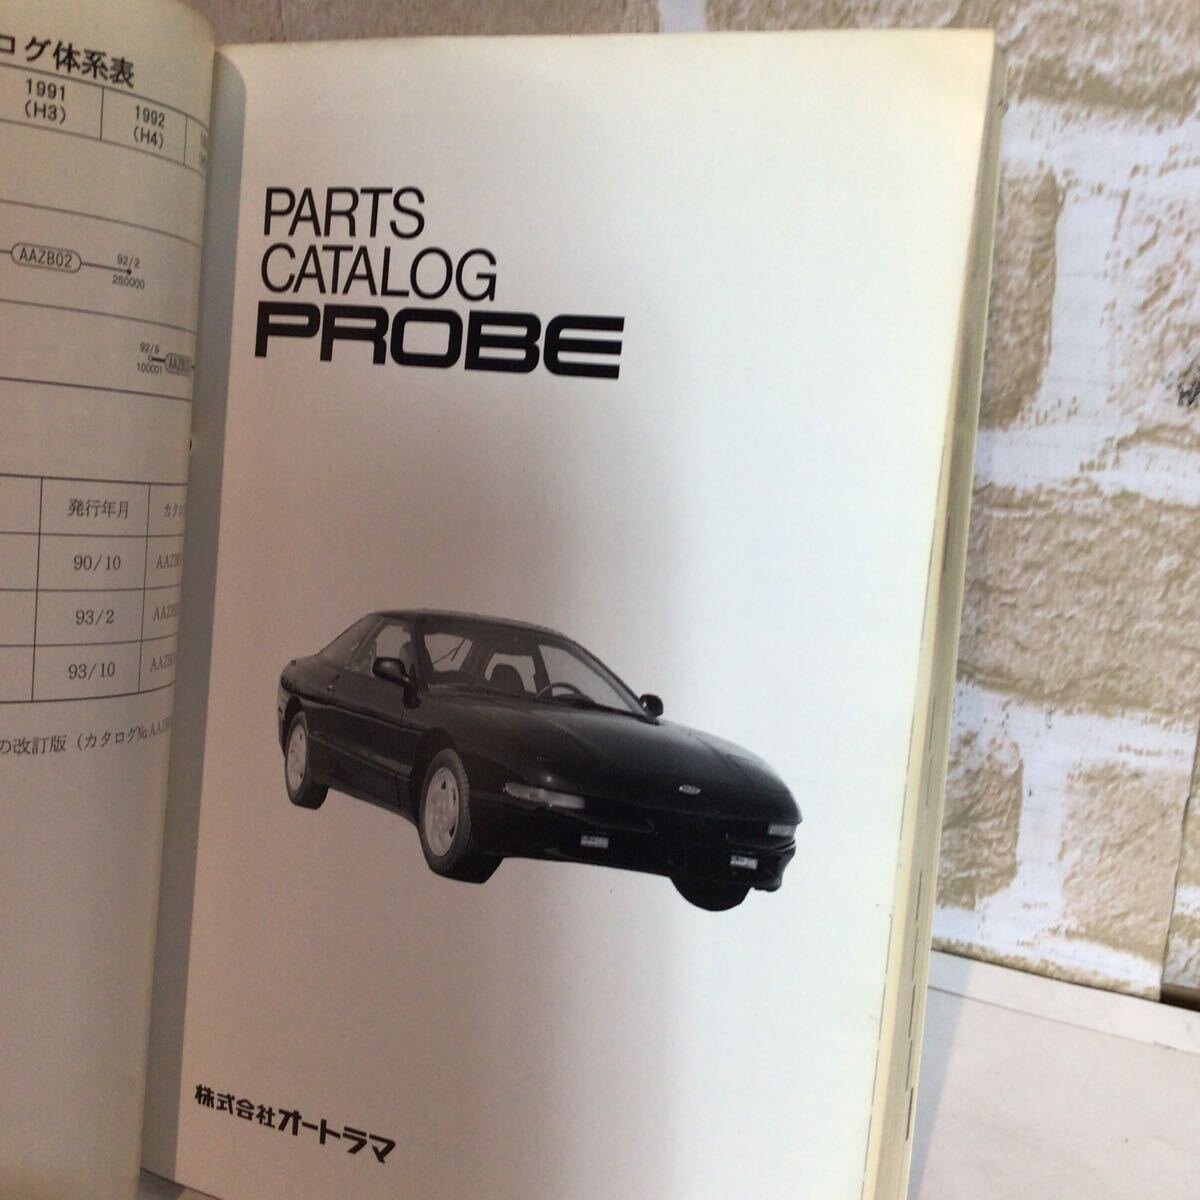 ログ体系表
1991
(H3)
1992
(H4)
AAZB02
92/2
250000
92/9
100001
発行年月
90/10
93/2
93/10
の改訂版(カタログNo.
PARTS
CATALOG
PROBE
株式会社オートラマ